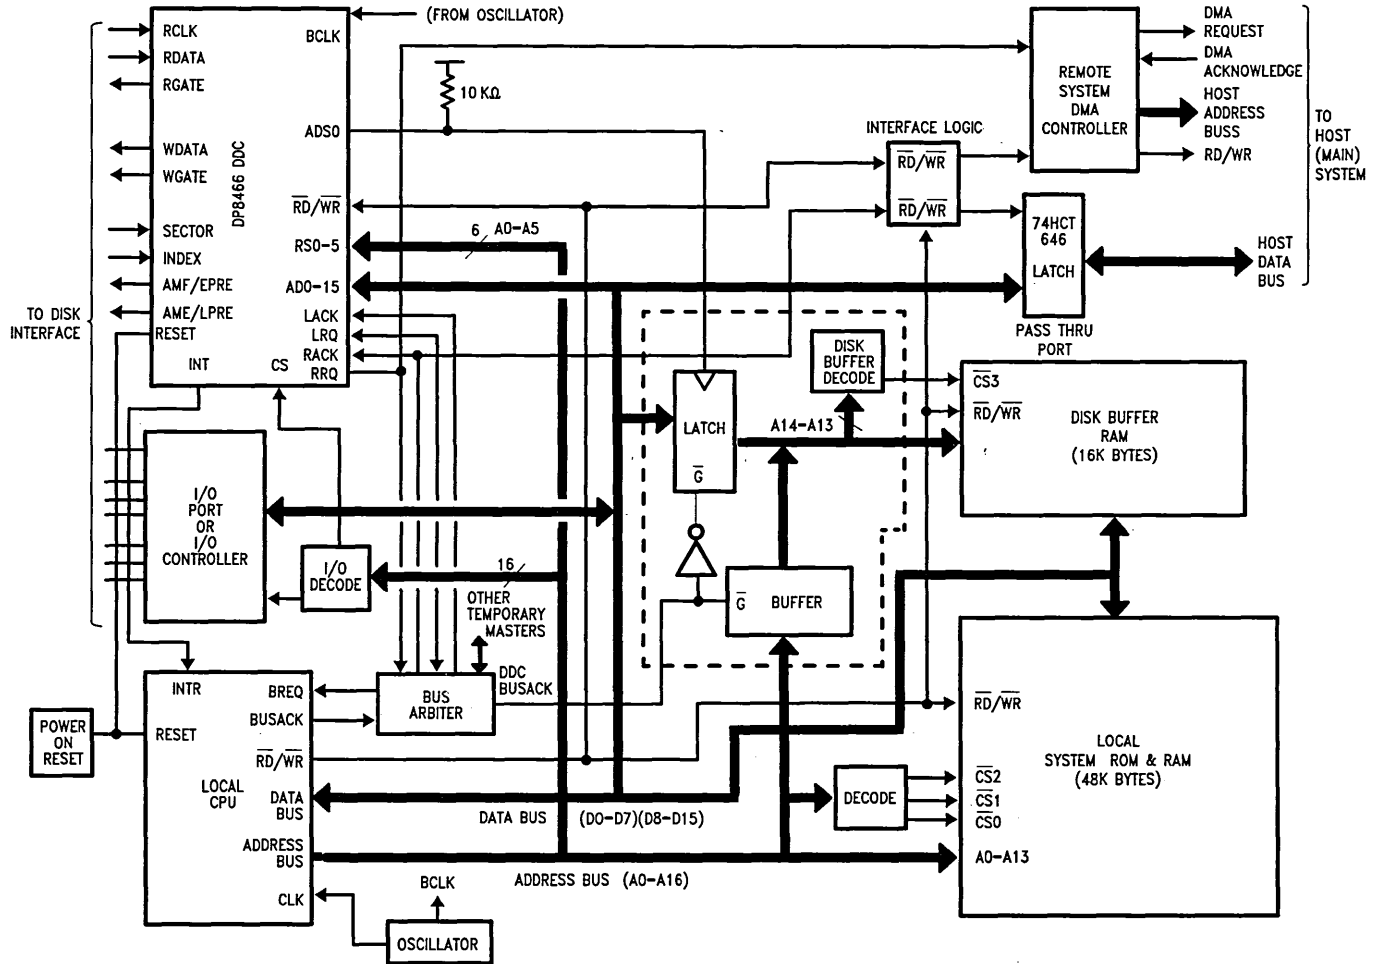 (FROM OSCILLATOR)
RCLK
RDATA
RGATE
WDATA
WGATE
SECTOR
INDEX
AMF/EPRE
AME/LPRE
RESET
TO DISK
INTERFACE
DP8466 DDC
BCLK
ADS0
RD/WR
RS0-5
AD0-15
LACK
LRQ
RACK
RRQ
INT
CS
10 KΩ
6
A0-A5
INTERFACE LOGIC
RD/WR
RD/WR
REMOTE
SYSTEM
DMA
CONTROLLER
DMA
REQUEST
DMA
ACKNOWLEDGE
HOST
ADDRESS
BUSS
RD/WR
TO
HOST
(MAIN)
SYSTEM
74HCT
646
LATCH
PASS THRU
PORT
HOST
DATA
BUS
DISK
BUFFER
DECODE
LATCH
G
A14-A13
CS3
RD/WR
DISK BUFFER
RAM
(16K BYTES)
I/O
PORT
OR
I/O
CONTROLLER
I/O
DECODE
16
OTHER
TEMPORARY
MASTERS
G
BUFFER
DDC
BUSACK
BUS
ARBITER
POWER
ON
RESET
INTR
RESET
BREQ
BUSACK
RD/WR
LOCAL
CPU
DATA
BUS
ADDRESS
BUS
CLK
DATA BUS (D0-D7)(D8-D15)
ADDRESS BUS (A0-A16)
BCLK
OSCILLATOR
DECODE
RD/WR
CS2
CS1
CS0
A0-A13
LOCAL
SYSTEM ROM & RAM
(48K BYTES)